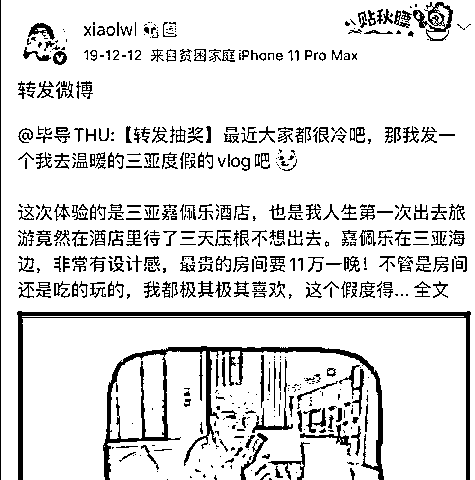 贴秋膘
xiaolwl
19-12-12 来自贫困家庭iPhone 11 Pro Max
转发微博
@毕导THU:【转发抽奖】最近大家都很冷吧，那我发一
个我去温暖的三亚度假的vlog吧
这次体验的是三亚嘉佩乐酒店，也是我人生第一次出去旅
游竟然在酒店里待了三天压根不想出去。嘉佩乐在三亚海
边，非常有设计感，最贵的房间要11万一晚！不管是房间
还是吃的玩的，我都极其极其喜欢，这个假度得... 全文